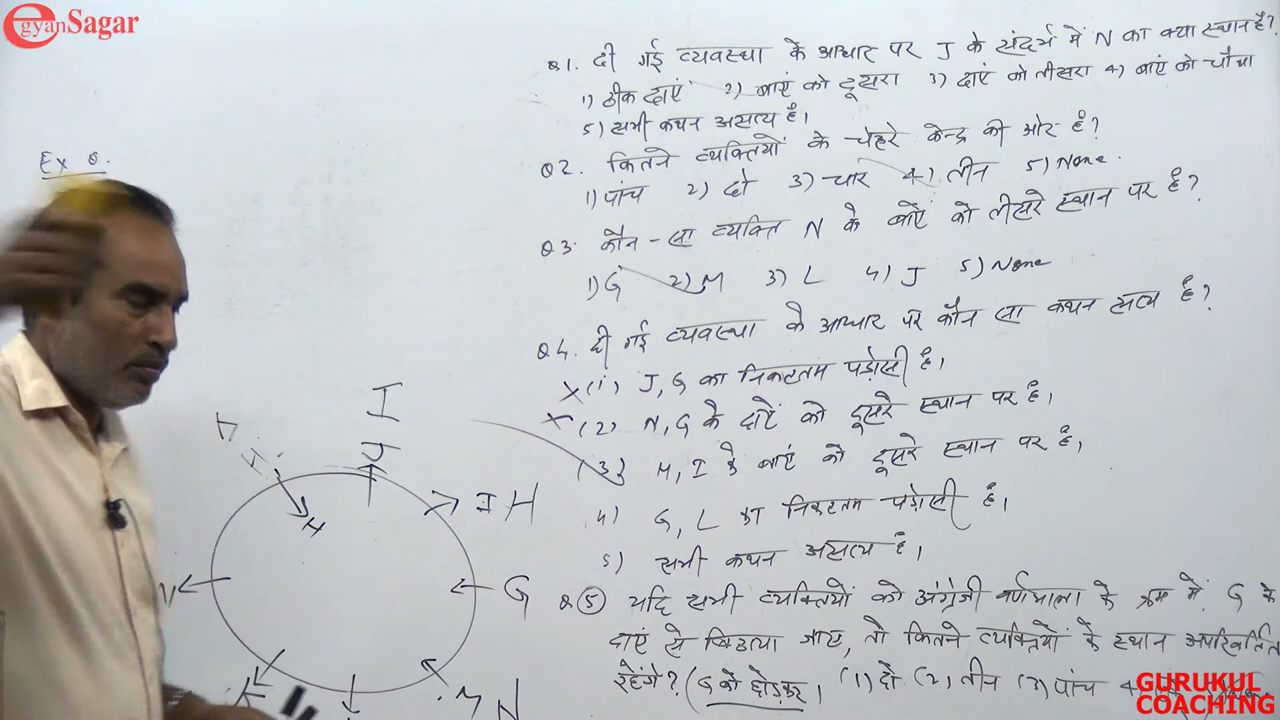 egyanSagar
Q1. दी गई व्यवस्था के आधार पर J के संदर्भ में N का क्या स्थान है?
1) ठीक दाएं 2) बाएं को दूसरा 3) दाएं को तीसरा 4) बाएं को चौथा
5) सभी कथन असत्य हैं।
Ex 8.
Q2. कितने व्यक्तियों के चेहरे केन्द्र की ओर हैं?
1) पांच 2) दो 3) चार 4) तीन 5) None.
Q3. कौन-सा व्यक्ति N के बाएं को तीसरे स्थान पर है?
1) G 2) M 3) L 4) J 5) None
Q4. दी गई व्यवस्था के आधार पर कौन सा कथन सत्य है?
(1) J, G का निकटतम पड़ोसी है।
(2) N, G के दाएं को दूसरे स्थान पर है।
(3) M, I के बाएं को दूसरे स्थान पर है।
4) G, L का निकटतम पड़ोसी है।
5) सभी कथन असत्य हैं।
I
J
I H
H
G
M N
Q (5) यदि सभी व्यक्तियों को अंग्रेजी वर्णमाला के क्रम में G के
दाएं से बिठाया जाए, तो कितने व्यक्तियों के स्थान अपरिवर्तित
रहेंगे? (G को छोड़कर) (1) दो (2) तीन (3) पांच 4
GURUKUL
COACHING